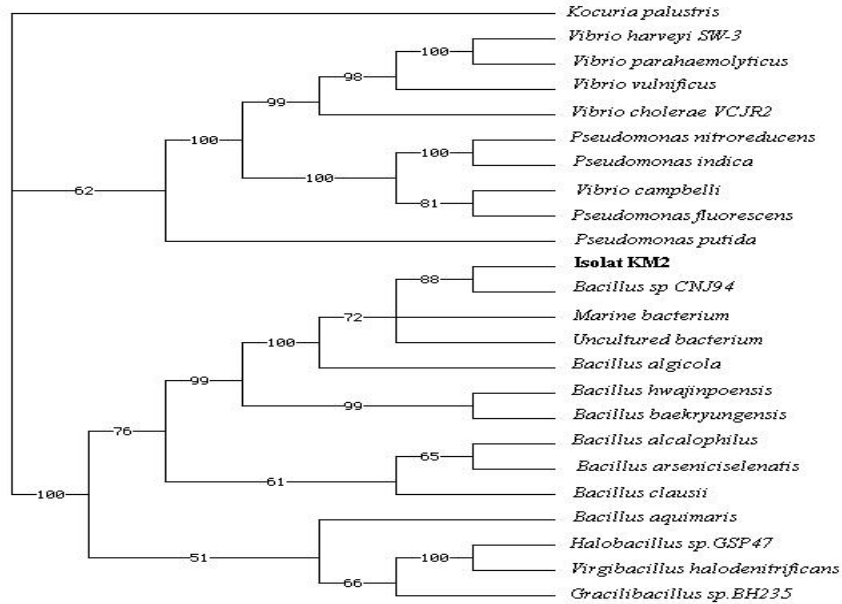 Kocuria palustris
Vibrio harveyi SW-3
100
Vibrio parahaemolyticus
98
Vibrio vulnificus
99
Vibrio cholerae VCJR2
100
Pseudomonas nitroreducens
100
Pseudomonas indica
100
62
Vibrio campbelli
81
Pseudomonas fluorescens
Pseudomonas putida
Isolat KM2
88
Bacillus sp CNJ94
72
Marine bacterium
100
Uncultured bacterium
Bacillus algicola
99
Bacillus hwajinpoensis
99
Bacillus baekryungensis
76
Bacillus alcalophilus
65
Bacillus arseniciselenatis
61
Bacillus clausii
100
Bacillus aquimaris
Halobacillus sp.GSP47
51
100
Virgibacillus halodenitrificans
66
Gracilibacillus sp.BH235